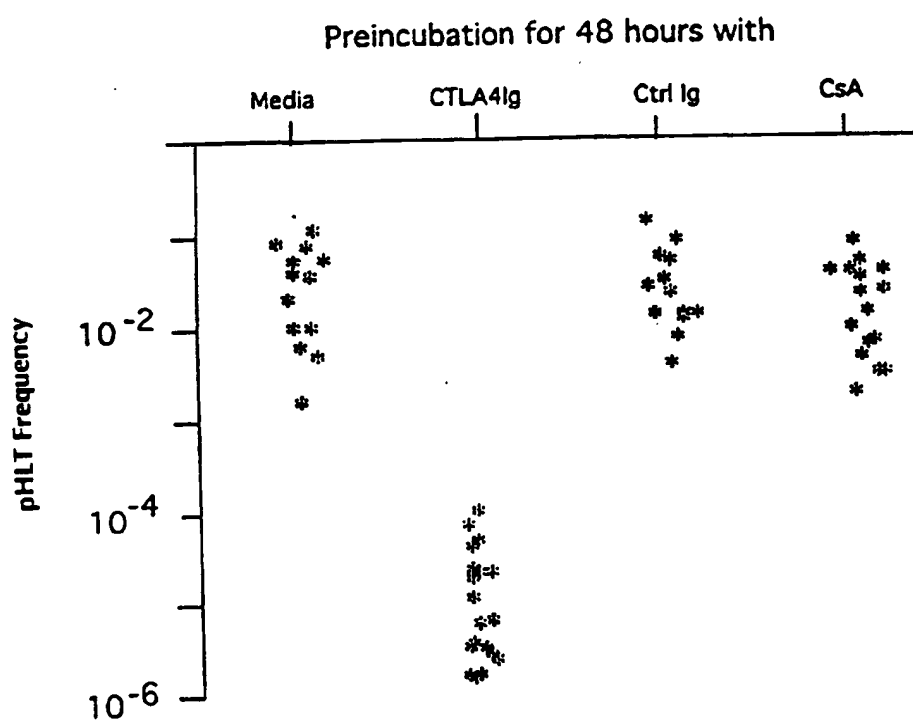 Preincubation for 48 hours with
Media CTLA4Ig Ctrl Ig CsA
pHLT Frequency
10-2
10-4
10-6